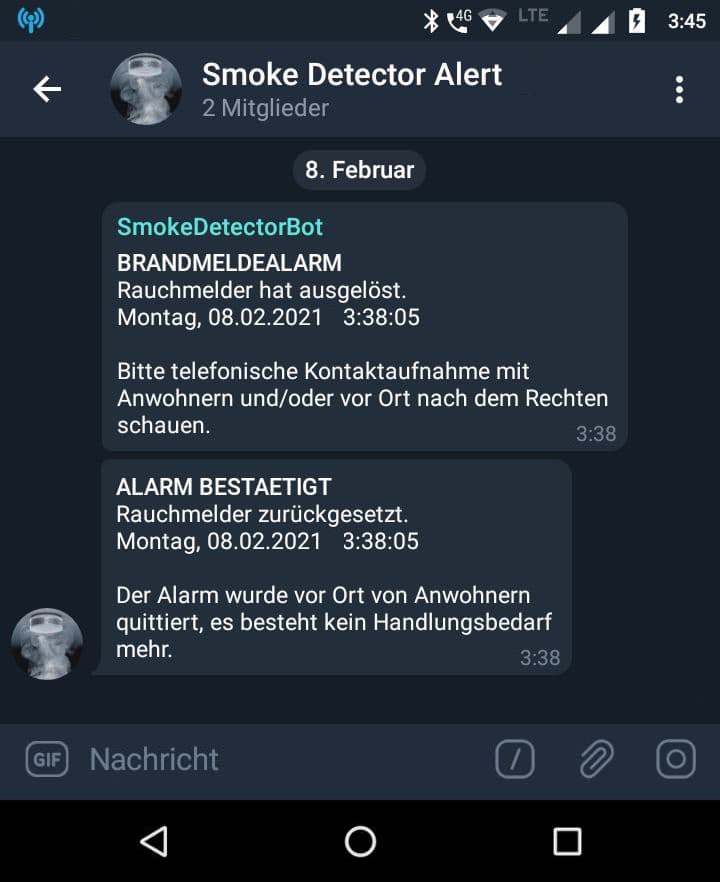 4G LTE 3:45
Smoke Detector Alert
2 Mitglieder
8. Februar
SmokeDetectorBot
BRANDMELDEALARM
Rauchmelder hat ausgelöst.
Montag, 08.02.2021 3:38:05
Bitte telefonische Kontaktaufnahme mit
Anwohnern und/oder vor Ort nach dem Rechten
schauen.
3:38
ALARM BESTAETIGT
Rauchmelder zurückgesetzt.
Montag, 08.02.2021 3:38:05
Der Alarm wurde vor Ort von Anwohnern
quittiert, es besteht kein Handlungsbedarf
mehr.
3:38
GIF Nachricht /